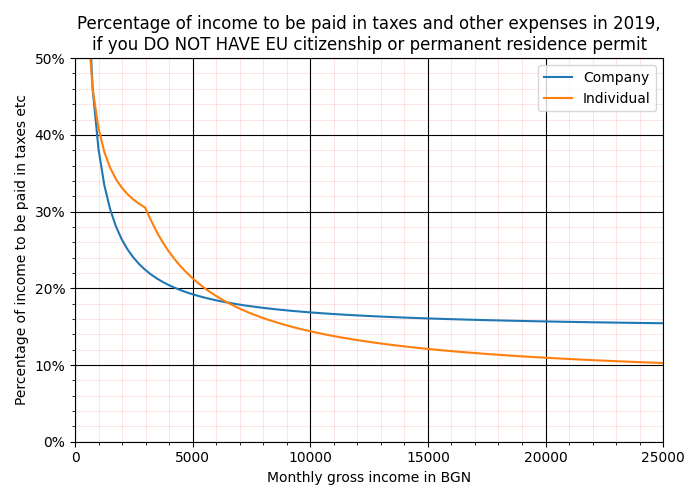 Percentage of income to be paid in taxes and other expenses in 2019,
if you DO NOT HAVE EU citizenship or permanent residence permit
Percentage of income to be paid in taxes etc
50%
40%
30%
20%
10%
0%
Company
Individual
0
5000
10000
15000
20000
25000
Monthly gross income in BGN